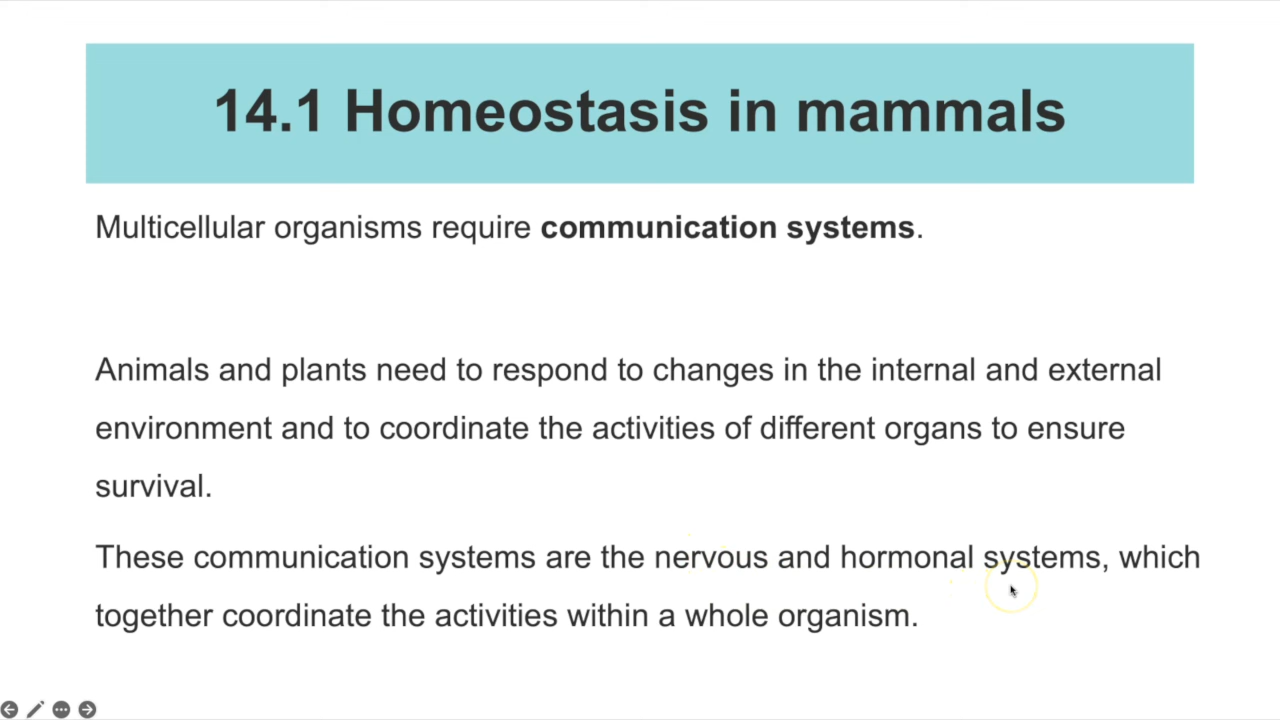 14.1 Homeostasis in mammals
Multicellular organisms require communication systems.
Animals and plants need to respond to changes in the internal and external
environment and to coordinate the activities of different organs to ensure
survival.
These communication systems are the nervous and hormonal systems, which
together coordinate the activities within a whole organism.